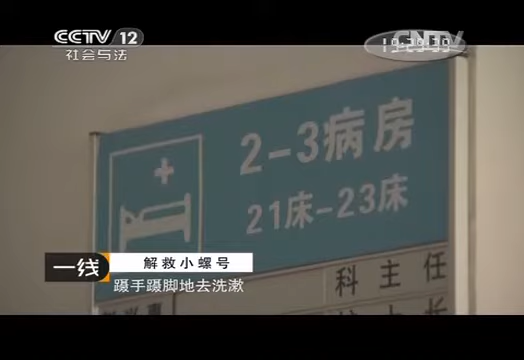 CCTV 12
社会与法
CNTV
2-3病房
21床-23床
科主任
一线
解救小螺号
蹑手蹑脚地去洗漱